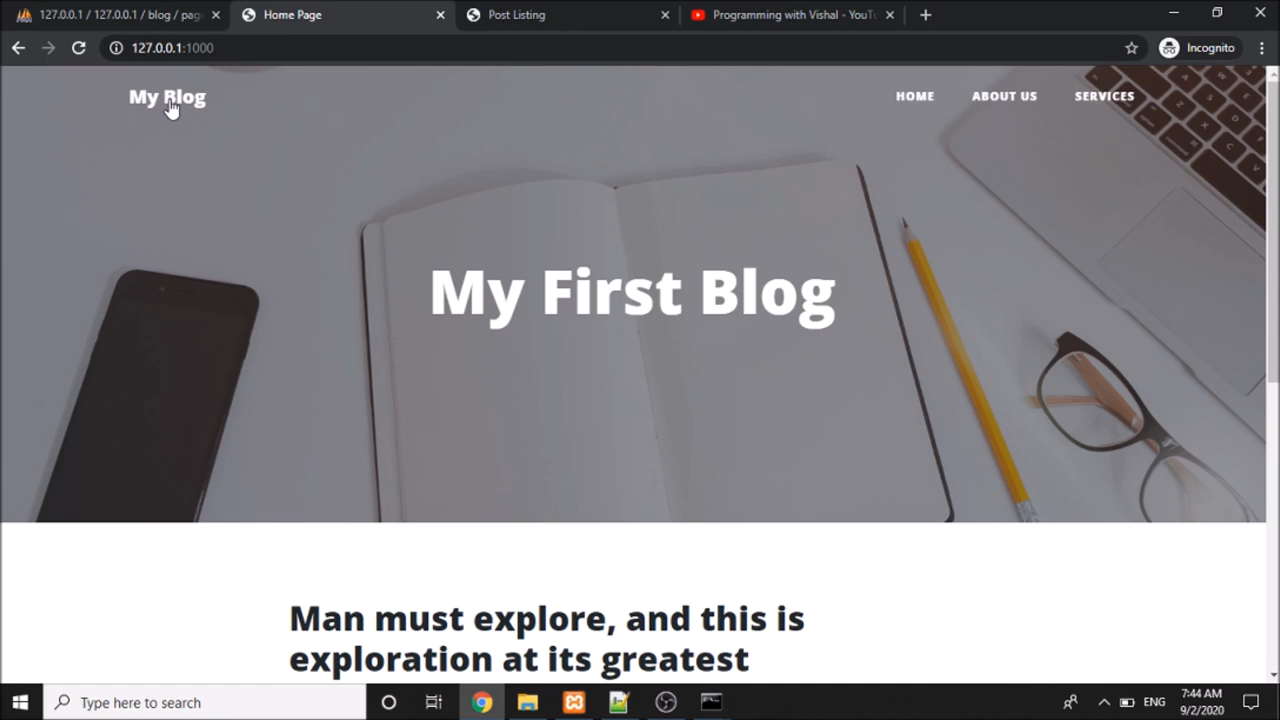 127.0.0.1 / 127.0.0.1 / blog / page
Home Page
Post Listing
Programming with Vishal - YouTu
127.0.0.1:1000
Incognito
My Blog
HOME
ABOUT US
SERVICES
My First Blog
Man must explore, and this is
exploration at its greatest
Type here to search
ENG
7:44 AM
9/2/2020